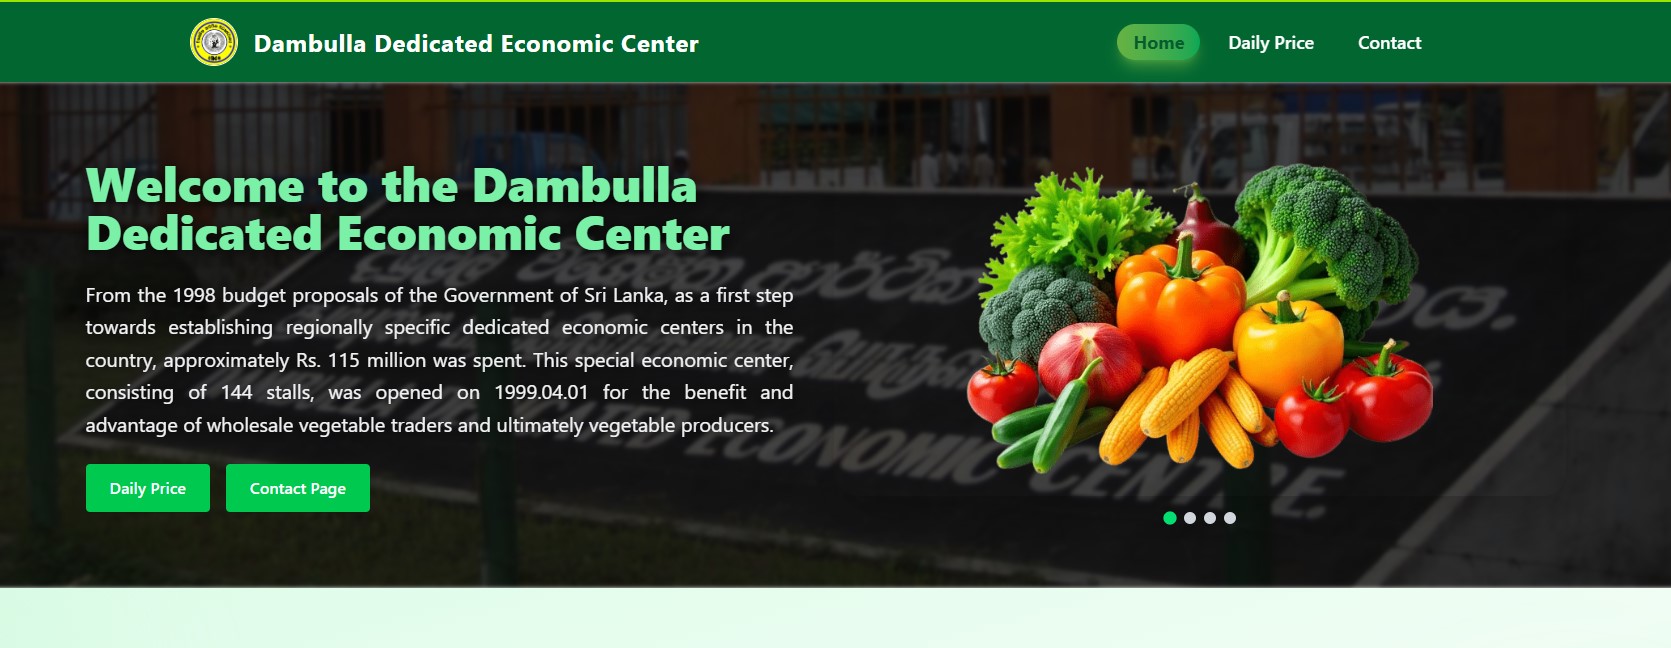 Dambulla Dedicated Economic Center
Home
Daily Price
Contact
Welcome to the Dambulla
Dedicated Economic Center
From the 1998 budget proposals of the Government of Sri Lanka, as a first step
towards establishing regionally specific dedicated economic centers in the
country, approximately Rs. 115 million was spent. This special economic center,
consisting of 144 stalls, was opened on 1999.04.01 for the benefit and
advantage of wholesale vegetable traders and ultimately vegetable producers.
Daily Price
Contact Page
ECONOMIC CENTRE.